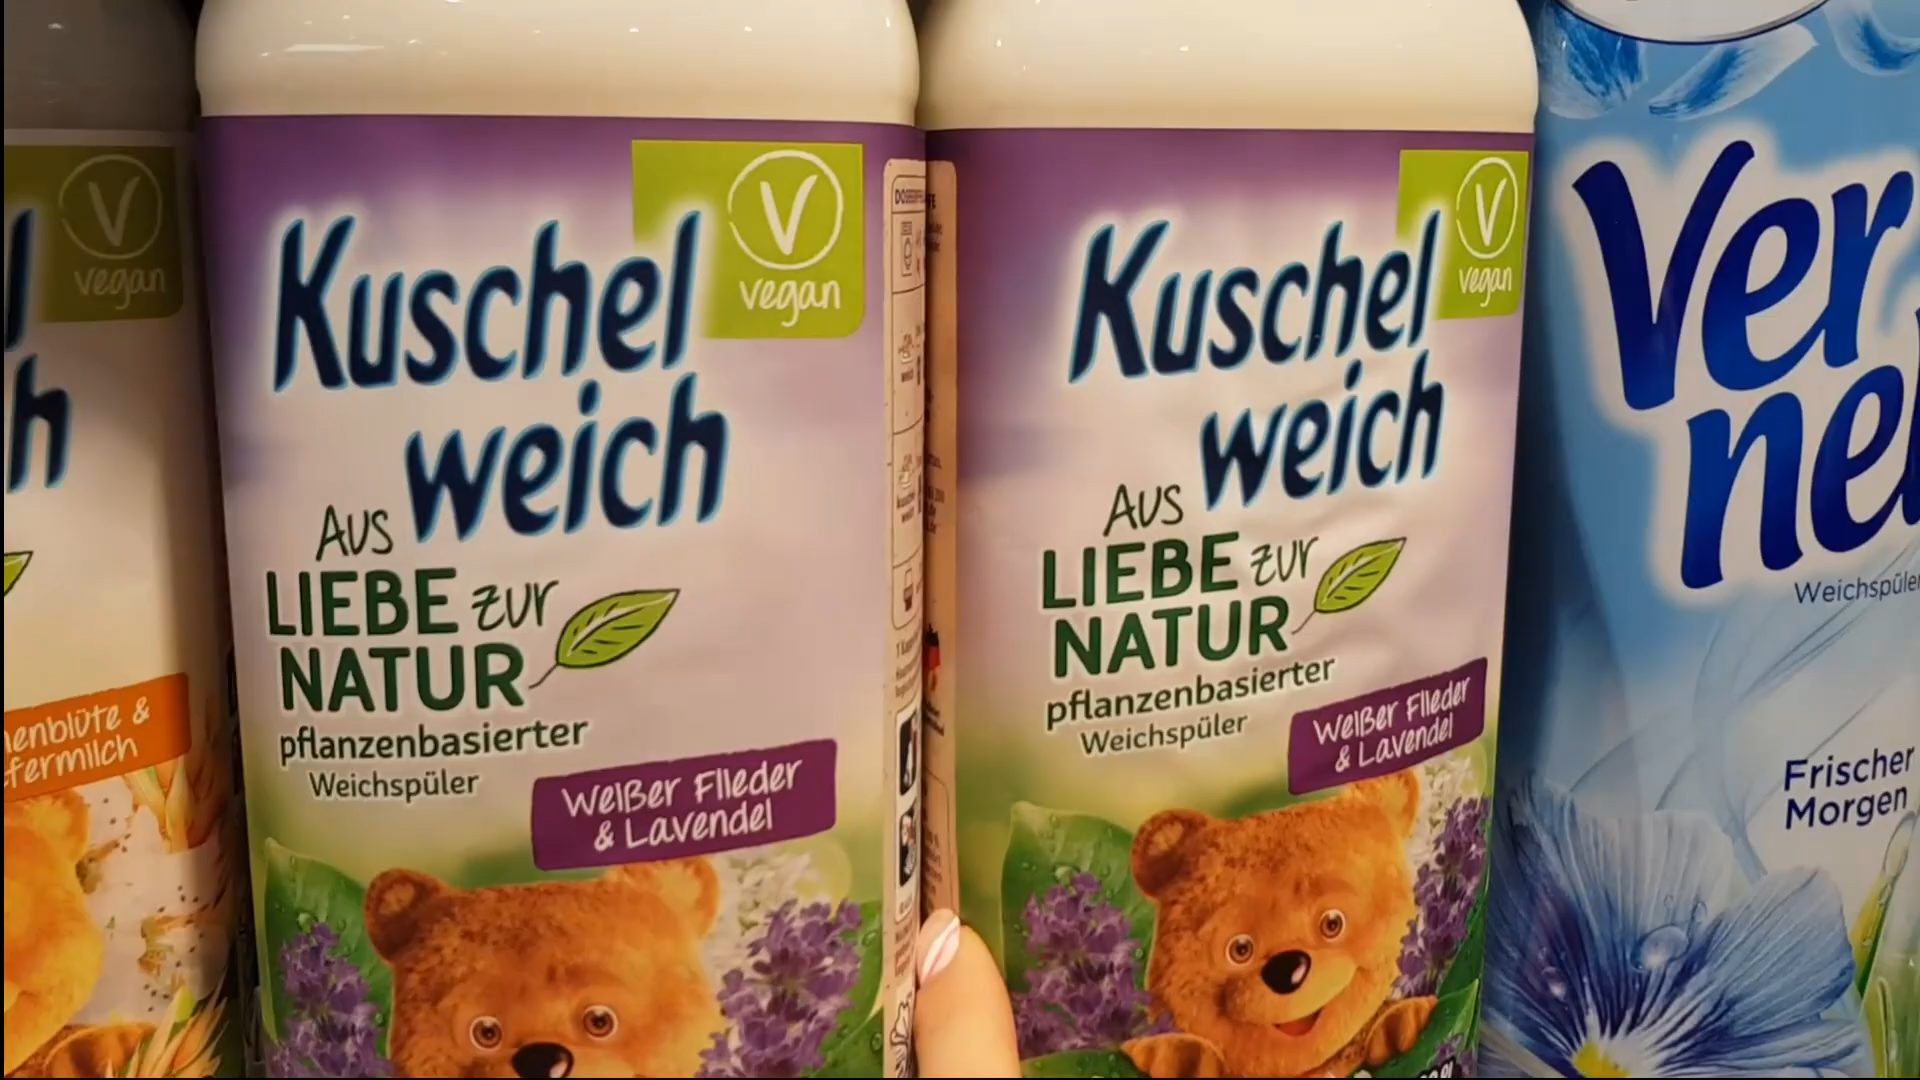 vegan
h
enblüte &
fermilch
Kuschel
weich
vegan
Aus
LIEBE zur
NATUR
pflanzenbasierter
Weichspüler
Weißer Flieder
& Lavendel
Kuschel
weich
vegan
Aus
LIEBE zur
NATUR
pflanzenbasierter
Weichspüler
Weißer Flieder
& Lavendel
Ver
nel
Weichspüler
Frischer
Morgen